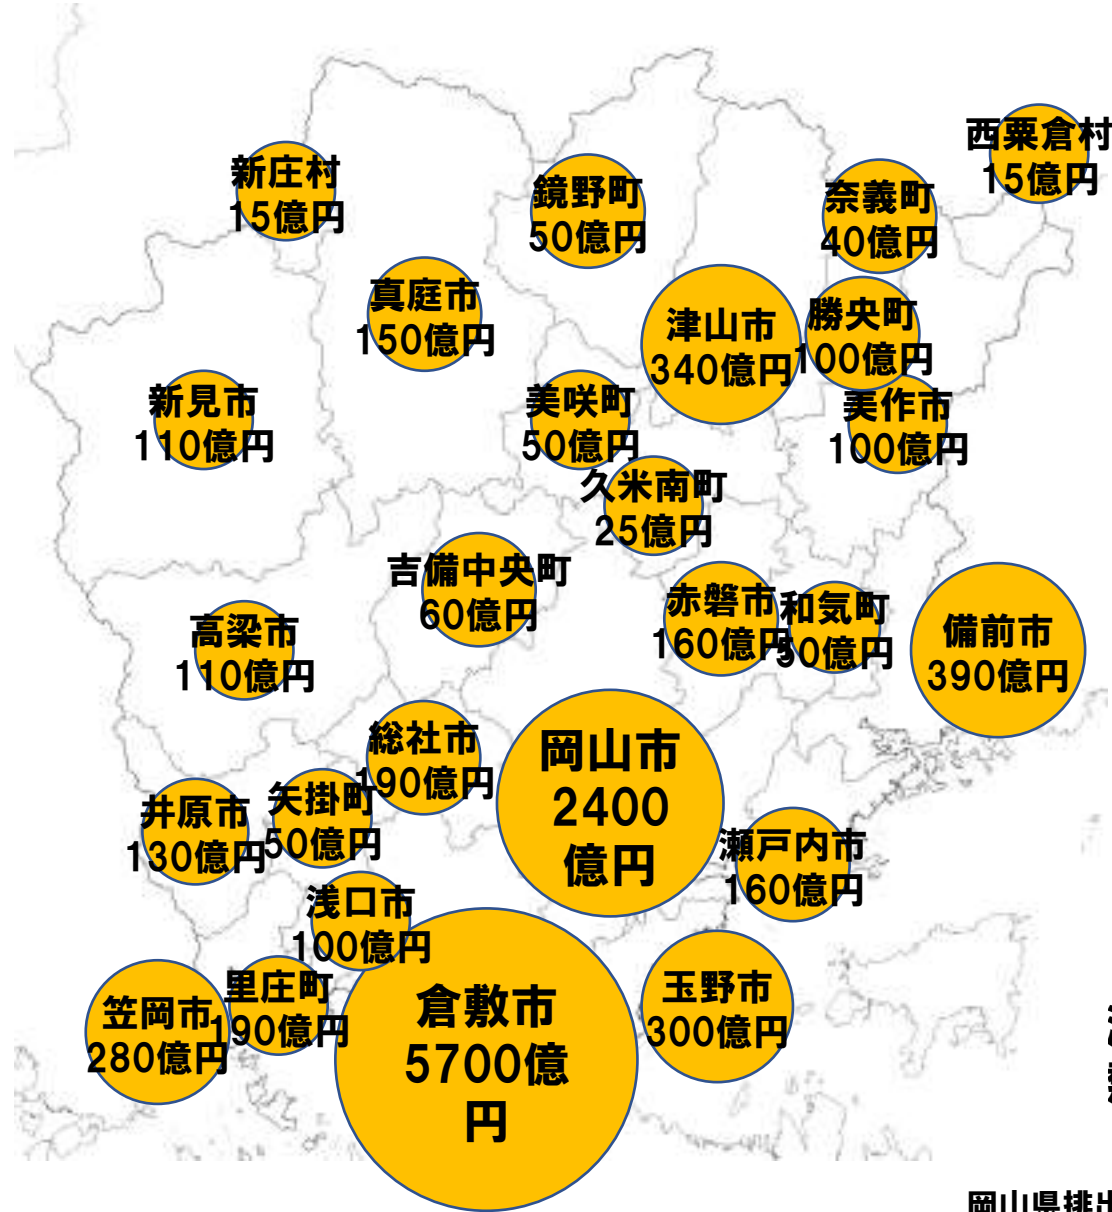 西粟倉村
15億円
新庄村
15億円
鏡野町
50億円
奈義町
40億円
真庭市
150億円
津山市
340億円
勝央町
100億円
新見市
110億円
美咲町
50億円
美作市
100億円
久米南町
25億円
吉備中央町
60億円
赤磐市
160億円
和気町
50億円
備前市
390億円
高梁市
110億円
総社市
190億円
岡山市
2400
億円
井原市
130億円
矢掛町
50億円
瀬戸内市
160億円
浅口市
100億円
笠岡市
280億円
里庄町
190億円
倉敷市
5700億
円
玉野市
300億円
岡山県排出